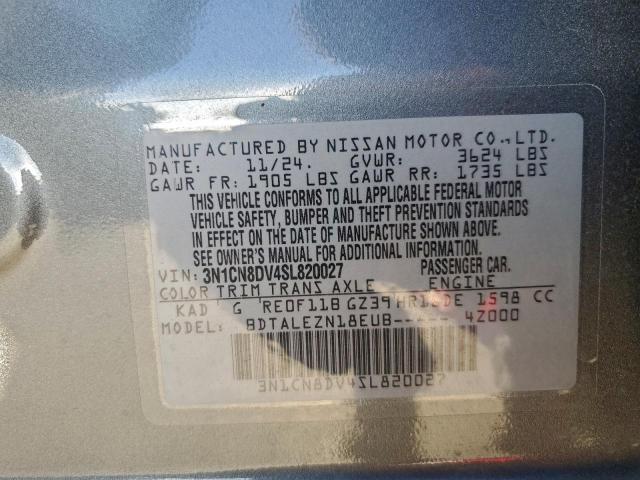 MANUFACTURED BY NISSAN MOTOR CO.,LTD.
DATE: 11/24. GVWR: 3624 LBS
GAWR FR: 1905 LBS GAWR RR: 1735 LBS
THIS VEHICLE CONFORMS TO ALL APPLICABLE FEDERAL MOTOR
VEHICLE SAFETY, BUMPER AND THEFT PREVENTION STANDARDS
IN EFFECT ON THE DATE OF MANUFACTURE SHOWN ABOVE.
SEE OWNER'S MANUAL FOR ADDITIONAL INFORMATION.
VIN: 3N1CN8DV4SL820027 PASSENGER CAR
COLOR TRIM TRANS AXLE ENGINE
KAD G RE0F11B GZ39 HR16DE 1598 CC
MODEL: BDTALEZN18EUB----- 4Z000
3N1CN8DV4SL820027